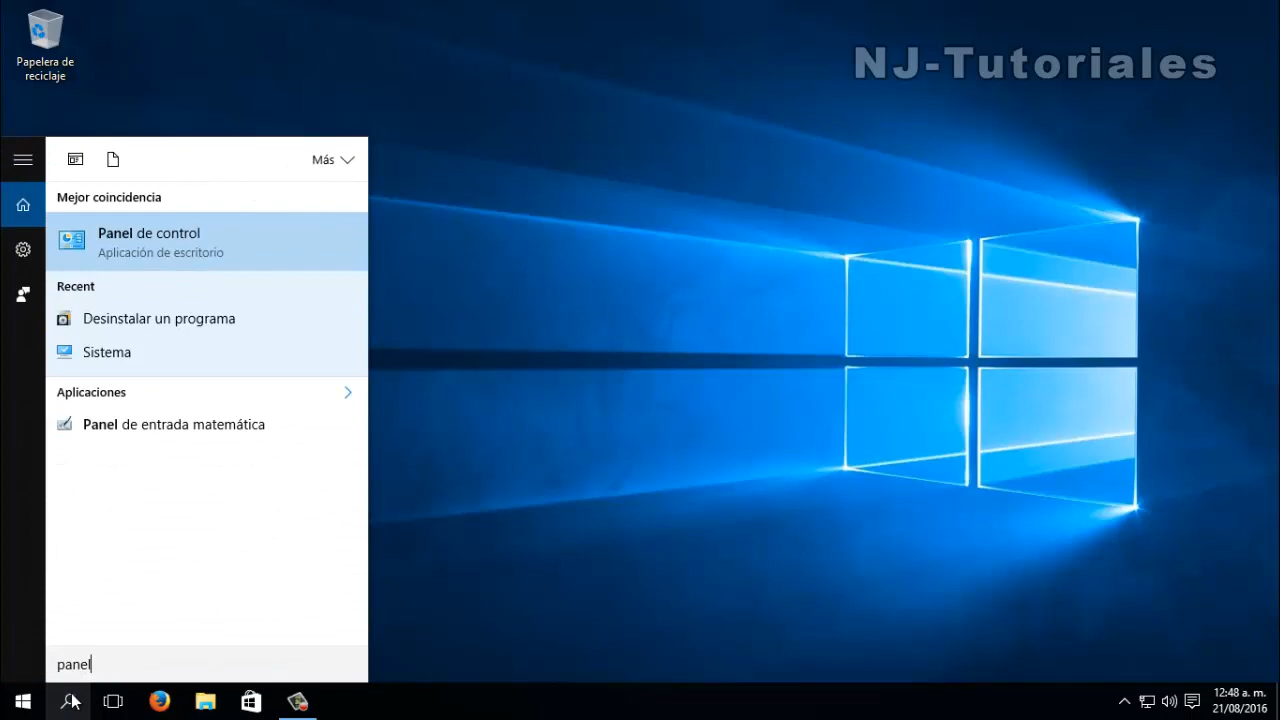 Papelera de
reciclaje
NJ-Tutoriales
Más
Mejor coincidencia
Panel de control
Aplicación de escritorio
Recent
Desinstalar un programa
Sistema
Aplicaciones
Panel de entrada matemática
panel
12:48 a. m.
21/08/2016